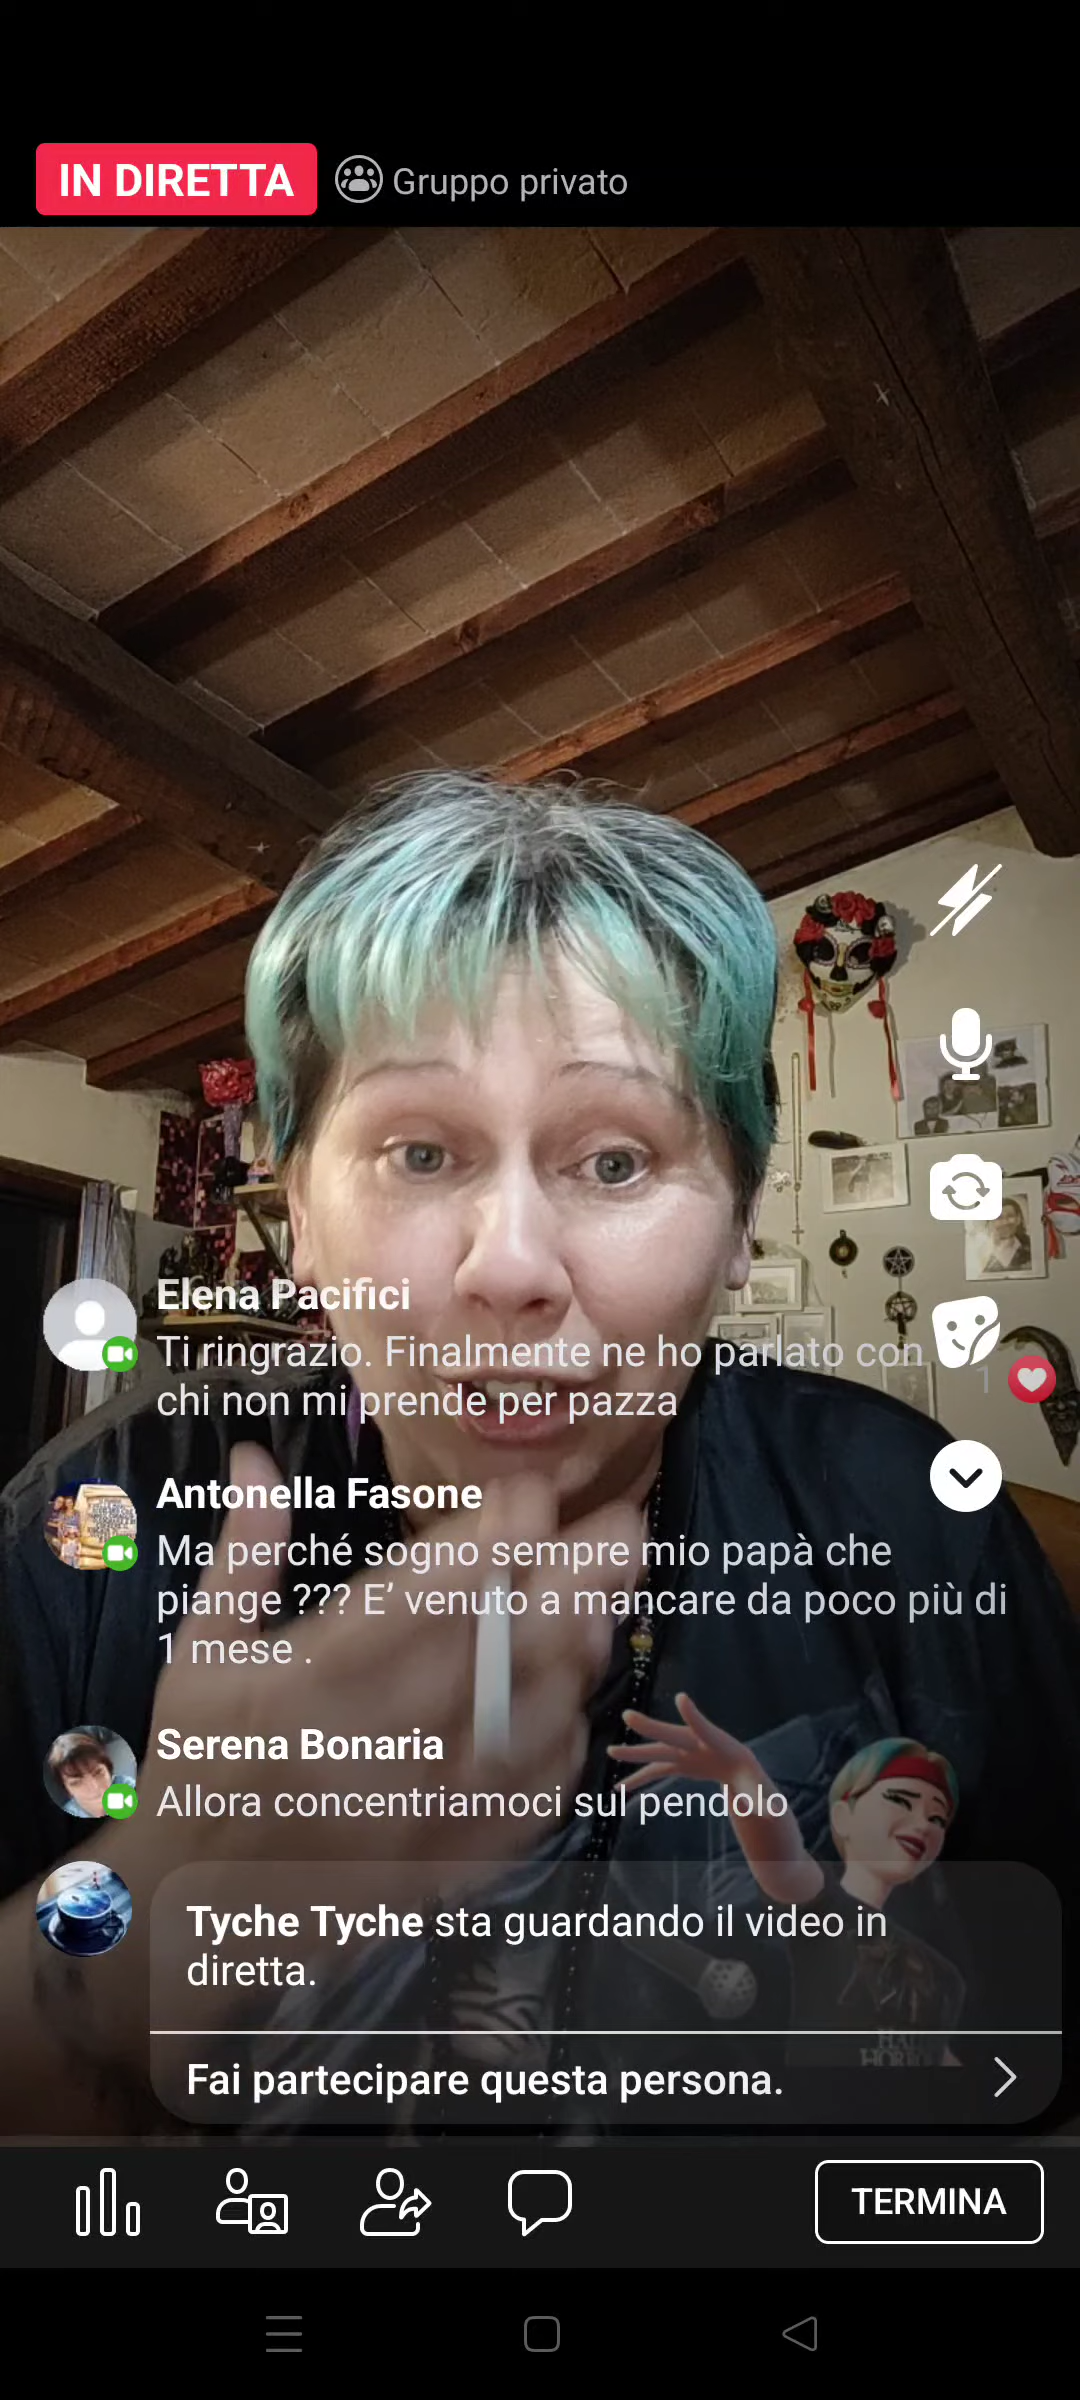 IN DIRETTA
Gruppo privato
Elena Pacifici
Ti ringrazio. Finalmente ne ho parlato con
chi non mi prende per pazza
1
Antonella Fasone
Ma perché sogno sempre mio papà che
piange ??? E’ venuto a mancare da poco più di
1 mese .
Serena Bonaria
Allora concentriamoci sul pendolo
Tyche Tyche sta guardando il video in
diretta.
Fai partecipare questa persona.
TERMINA